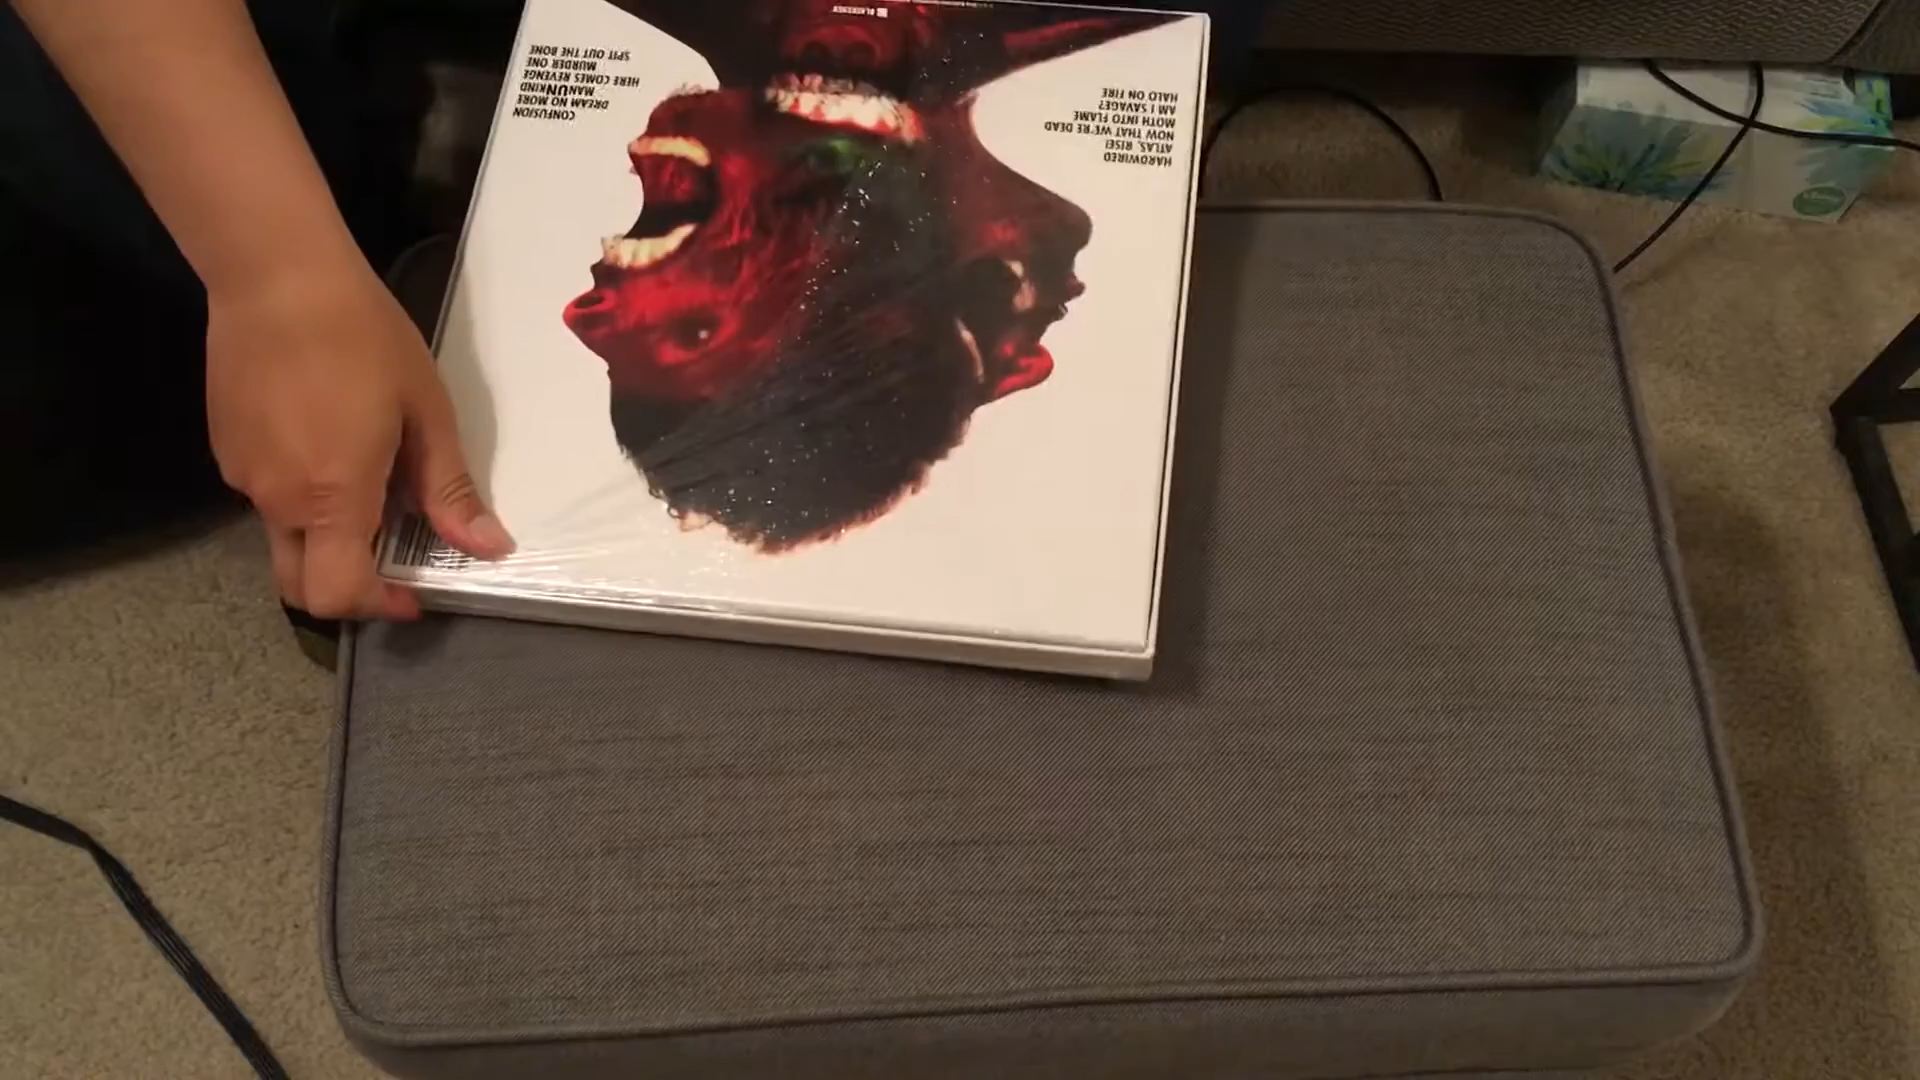 HARDWIRED
ATLAS, RISE!
NOW THAT WE'RE DEAD
MOTH INTO FLAME
AM I SAVAGE?
HALO ON FIRE
CONFUSION
DREAM NO MORE
MANUNKIND
HERE COMES REVENGE
MURDER ONE
SPIT OUT THE BONE
BLACKENED